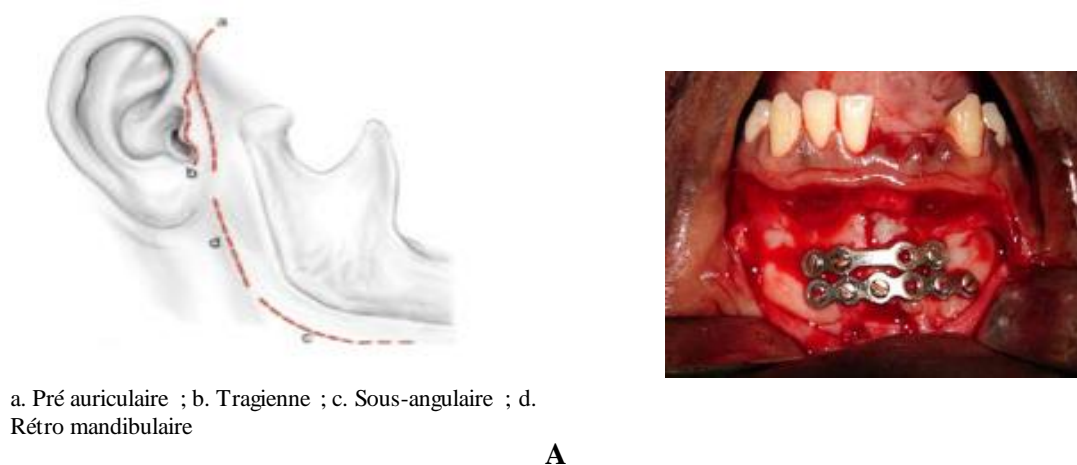 a
b
d
c
a. Pré auriculaire ; b. Tragienne ; c. Sous-angulaire ; d.
Rétro mandibulaire
A